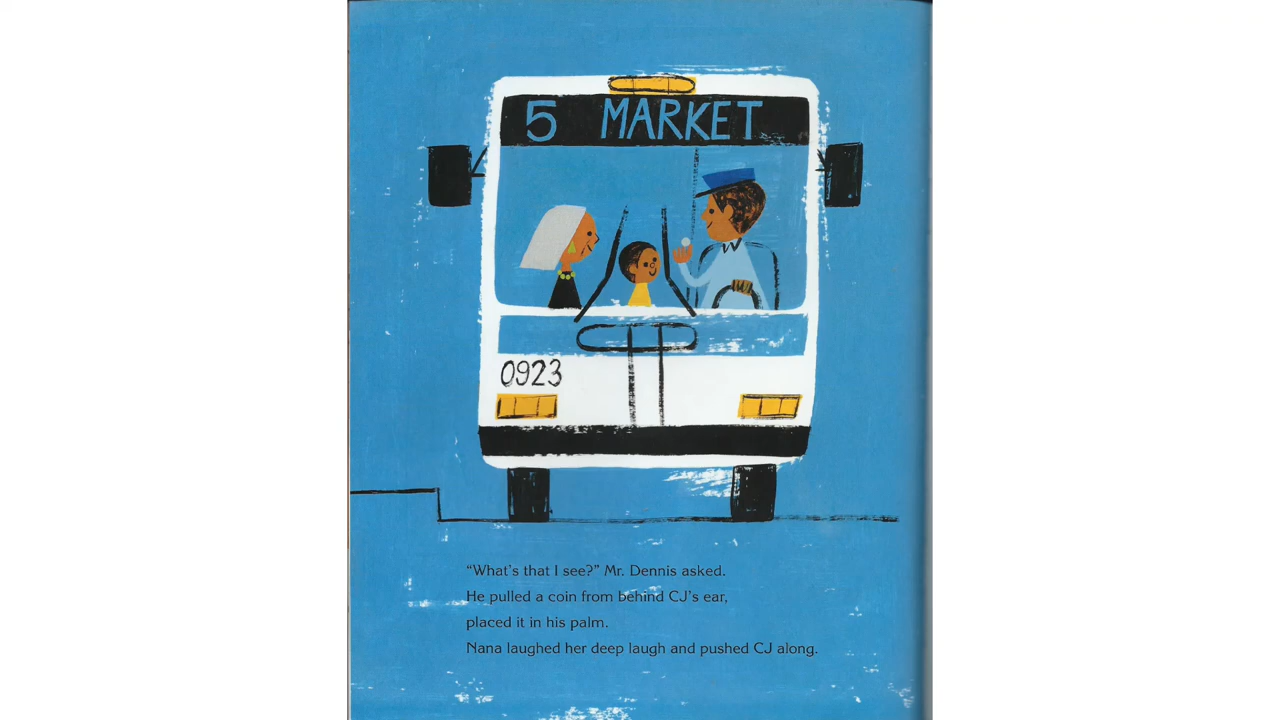 5 MARKET
0923
“What’s that I see?” Mr. Dennis asked.
He pulled a coin from behind CJ’s ear,
placed it in his palm.
Nana laughed her deep laugh and pushed CJ along.